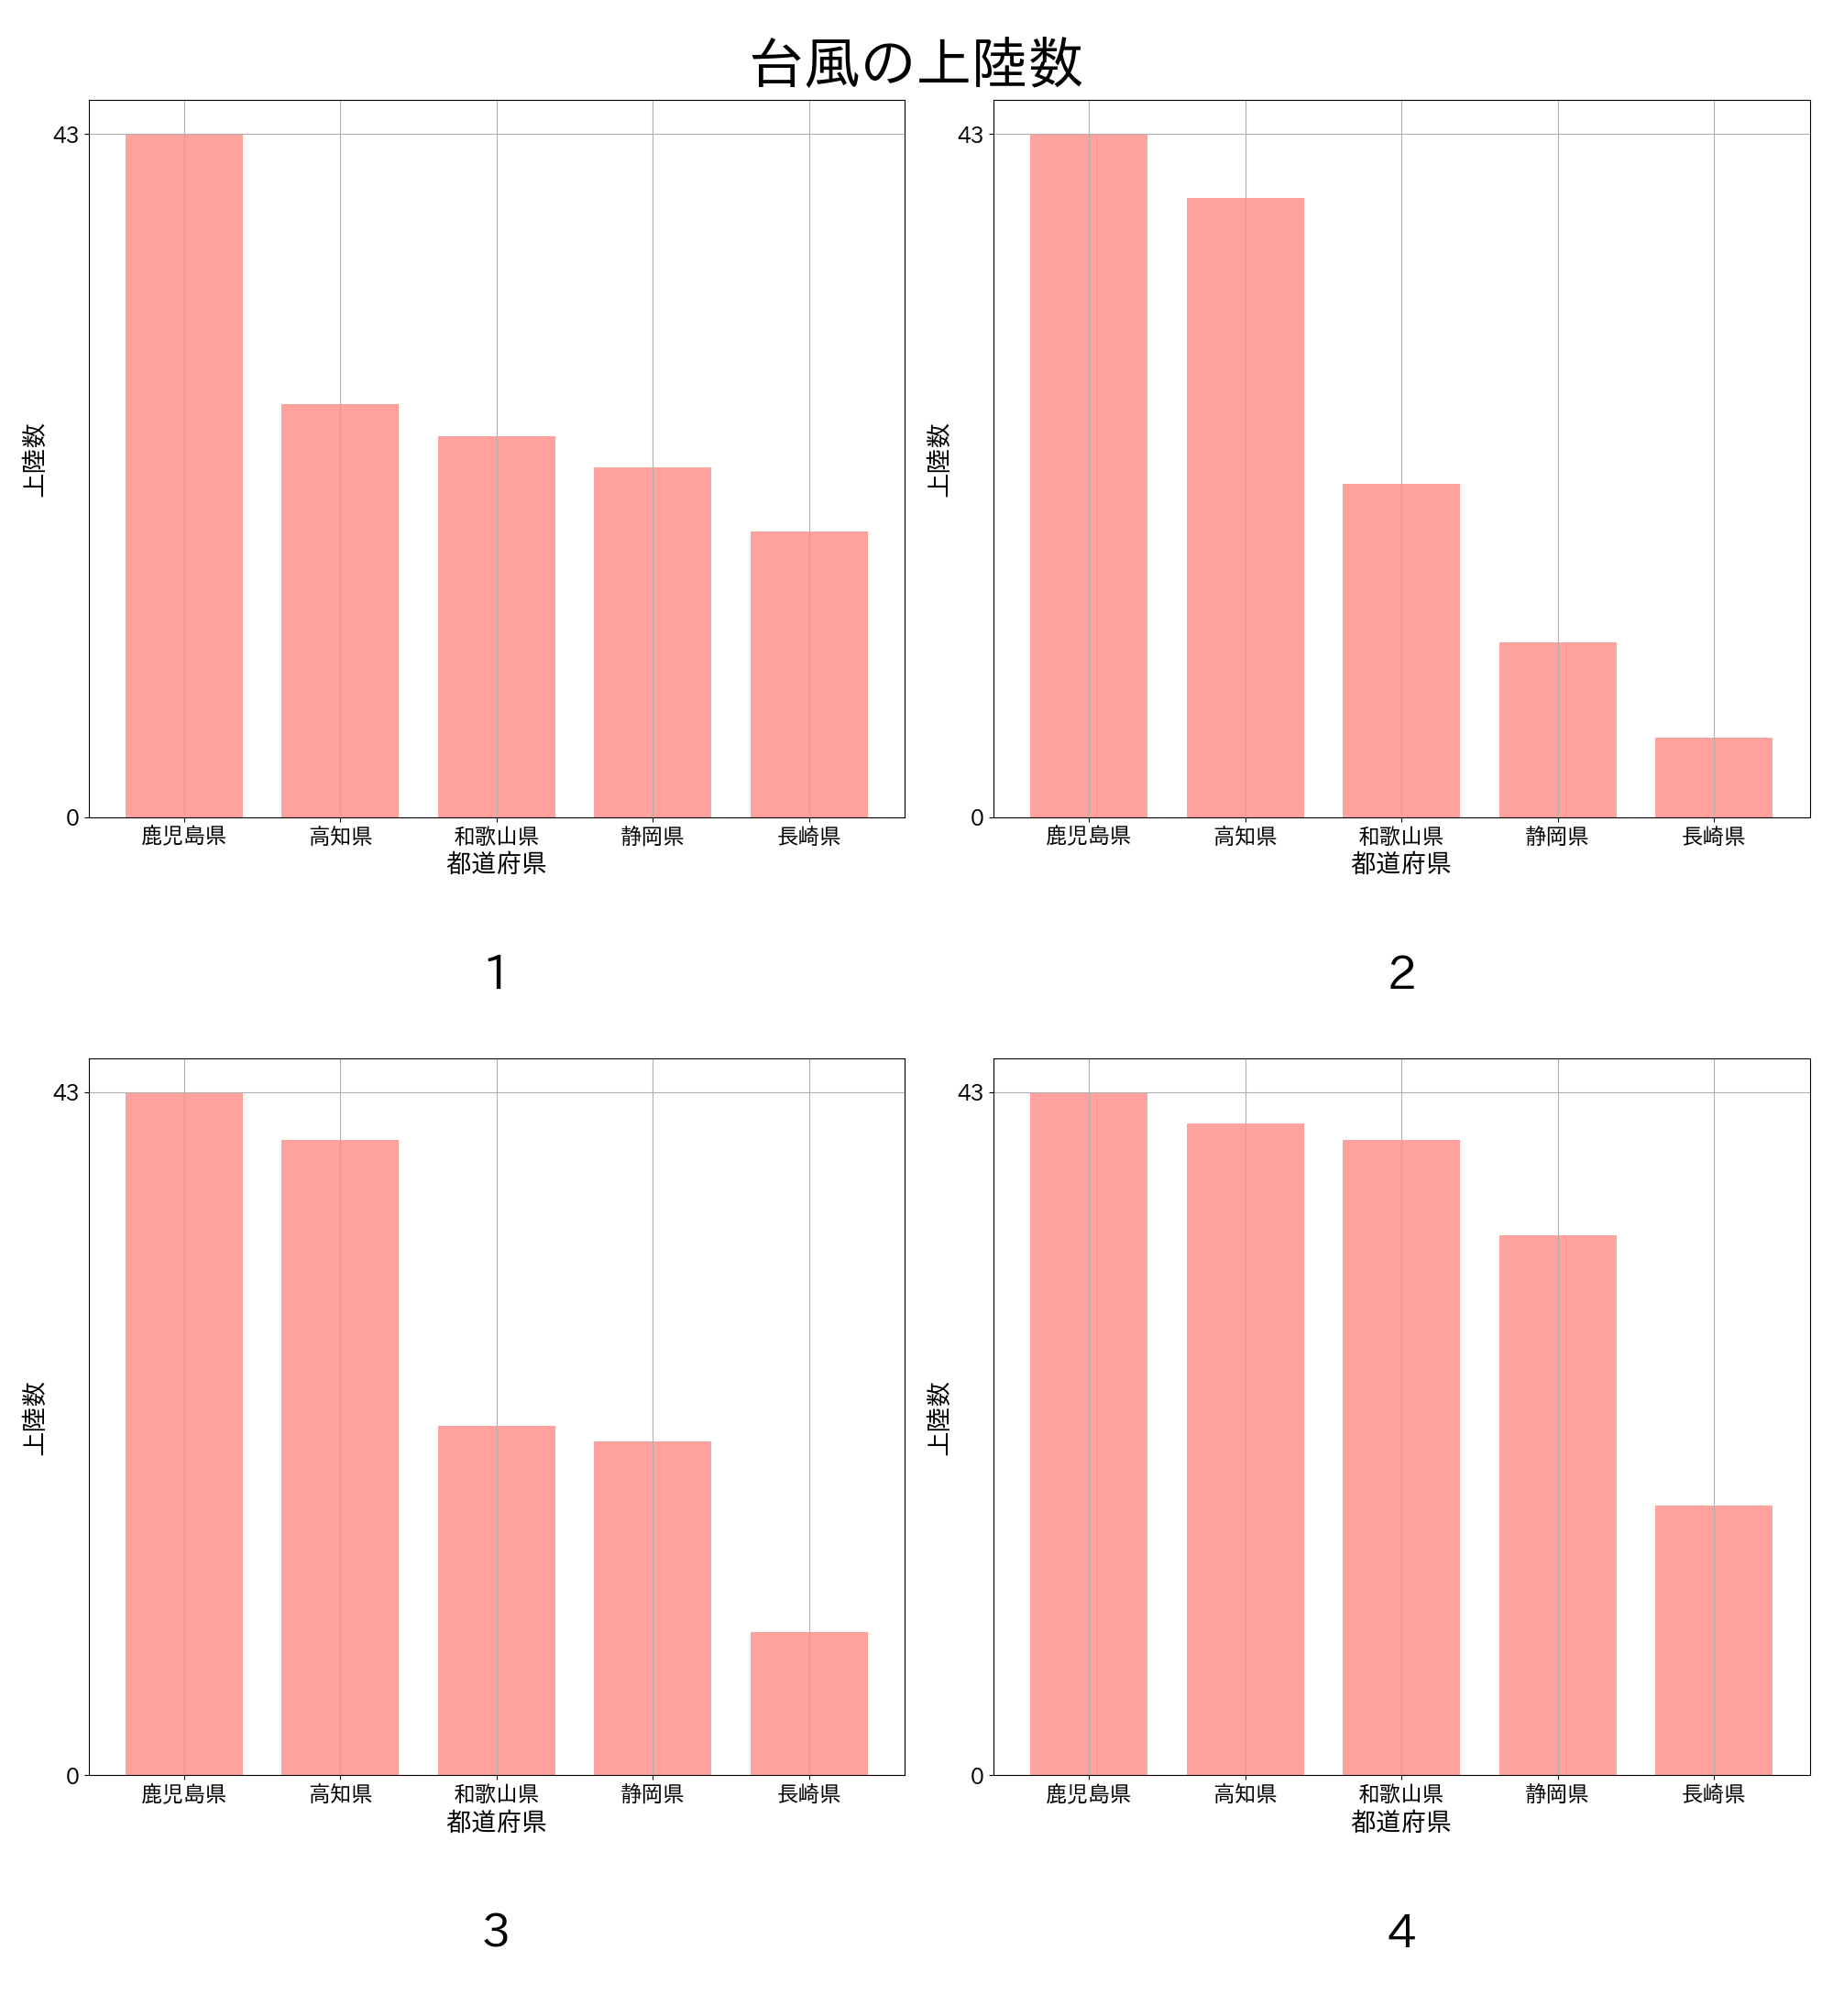 台風の上陸数
43
0
上陸数
鹿児島県 高知県 和歌山県 静岡県 長崎県
都道府県
1
43
0
上陸数
鹿児島県 高知県 和歌山県 静岡県 長崎県
都道府県
2
43
0
上陸数
鹿児島県 高知県 和歌山県 静岡県 長崎県
都道府県
3
43
0
上陸数
鹿児島県 高知県 和歌山県 静岡県 長崎県
都道府県
4